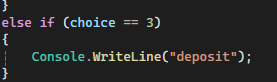 }
else if (choice == 3)
{
Console.WriteLine("deposit");
}